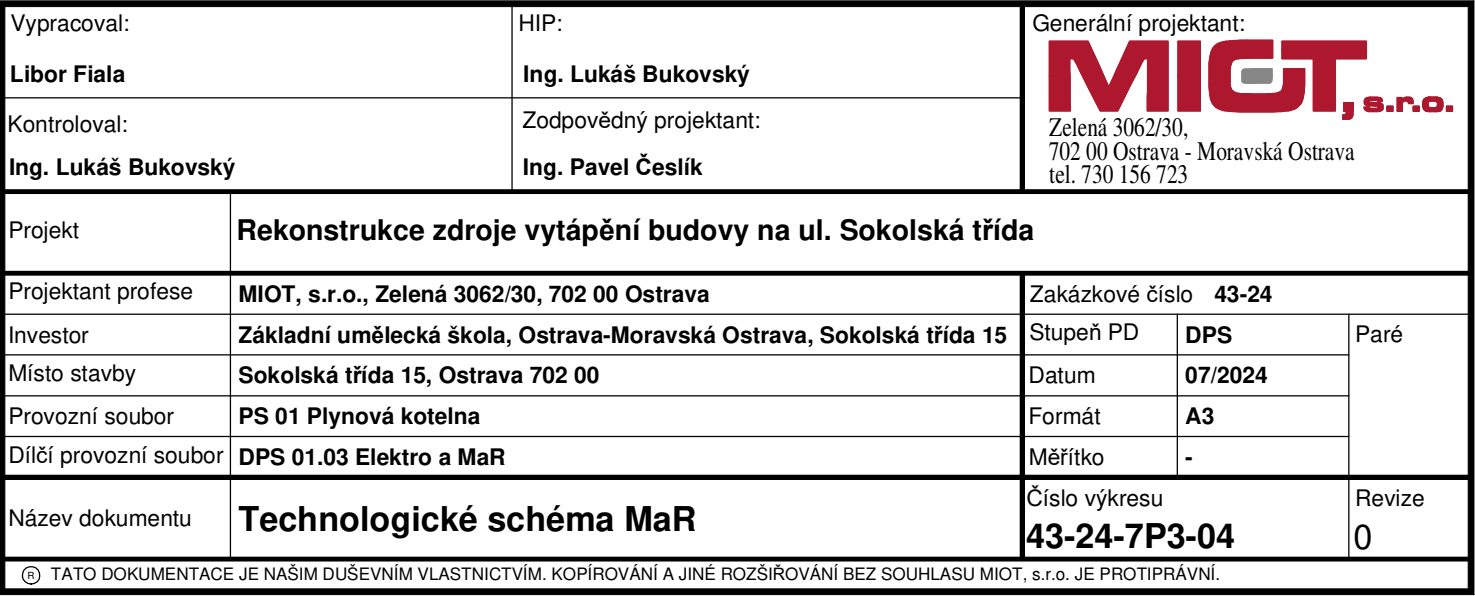 Vypracoval:
Libor Fiala
HIP:
Ing. Lukáš Bukovský
Generální projektant:
MIOT, s.r.o.
Zelená 3062/30,
702 00 Ostrava - Moravská Ostrava
tel. 730 156 723
Kontroloval:
Ing. Lukáš Bukovský
Zodpovědný projektant:
Ing. Pavel Češlík
Projekt
Rekonstrukce zdroje vytápění budovy na ul. Sokolská třída
Projektant profese
MIOT, s.r.o., Zelená 3062/30, 702 00 Ostrava
Zakázkové číslo 43-24
Investor
Základní umělecká škola, Ostrava-Moravská Ostrava, Sokolská třída 15
Stupeň PD
DPS
Paré
Místo stavby
Sokolská třída 15, Ostrava 702 00
Datum
07/2024
Provozní soubor
PS 01 Plynová kotelna
Formát
A3
Dílčí provozní soubor
DPS 01.03 Elektro a MaR
Měřítko
-
Název dokumentu
Technologické schéma MaR
Číslo výkresu
43-24-7P3-04
Revize
0
® TATO DOKUMENTACE JE NAŠIM DUŠEVNÍM VLASTNICTVÍM. KOPÍROVÁNÍ A JINÉ ROZŠIŘOVÁNÍ BEZ SOUHLASU MIOT, s.r.o. JE PROTIPRÁVNÍ.